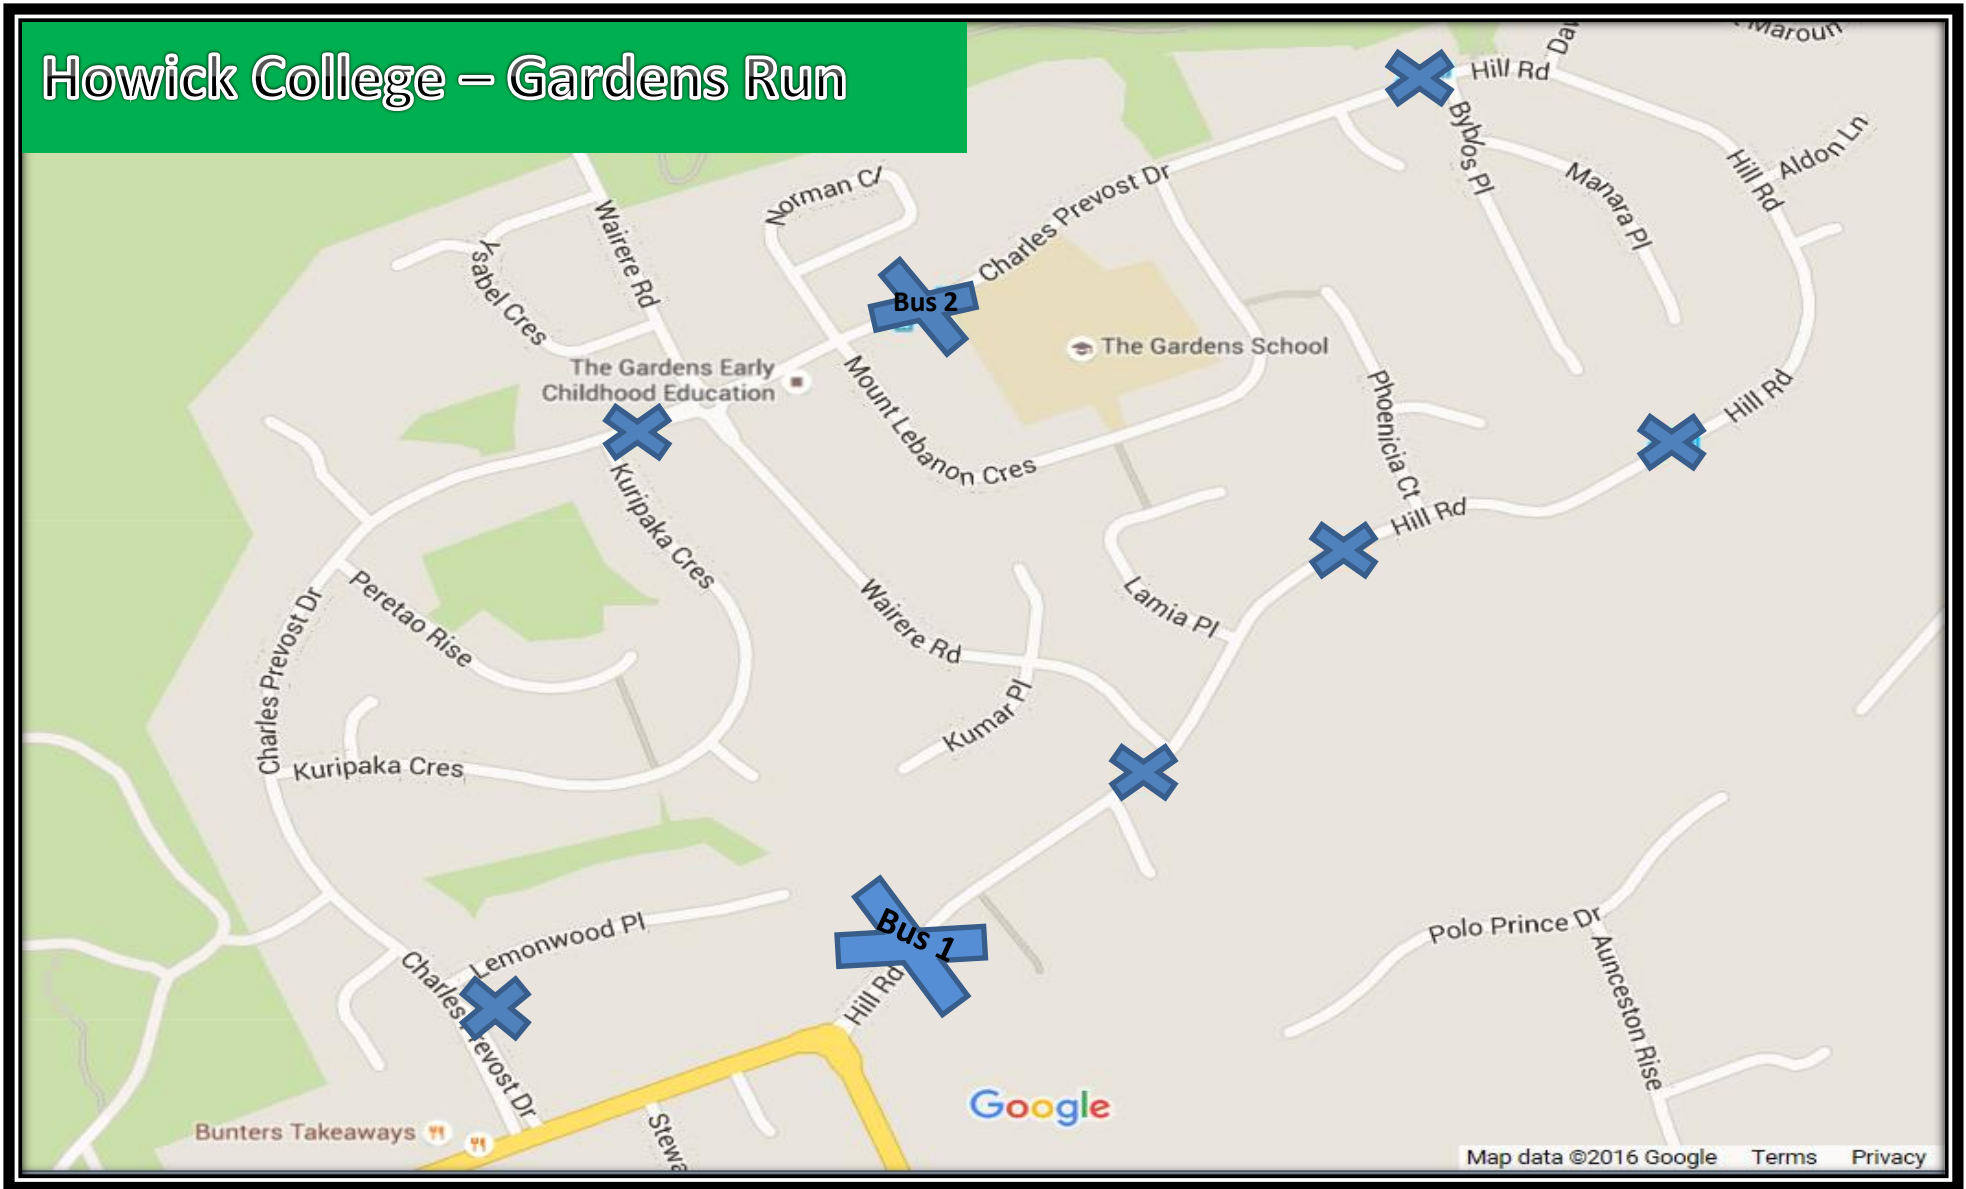 Howick College – Gardens Run
Maroun
Hill Rd
Byblos Pl
Manara Pl
Hill Rd
Aldon Ln
Norman Cl
Charles Prevost Dr
Wairere Rd
Ysabel Cres
Bus 2
The Gardens School
The Gardens Early
Childhood Education
Mount Lebanon Cres
Phoenicia Ct
Hill Rd
Hill Rd
Kuripaka Cres
Peretao Rise
Lamia Pl
Wairere Rd
Charles Prevost Dr
Kumar Pl
Kuripaka Cres
Lemonwood Pl
Bus 1
Hill Rd
Charles Prevost Dr
Polo Prince Dr
Aunceston Rise
Google
Bunters Takeaways
Map data ©2016 Google Terms Privacy